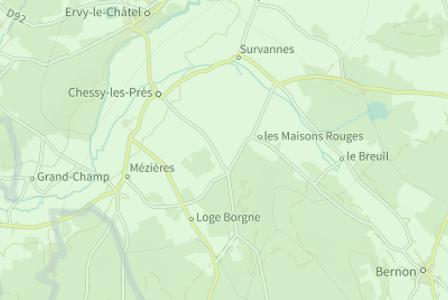 Ervy-le-Châtel
D92
Survannes
Chessy-les-Prés
les Maisons Rouges
le Breuil
Mézières
Grand-Champ
Loge Borgne
Bernon